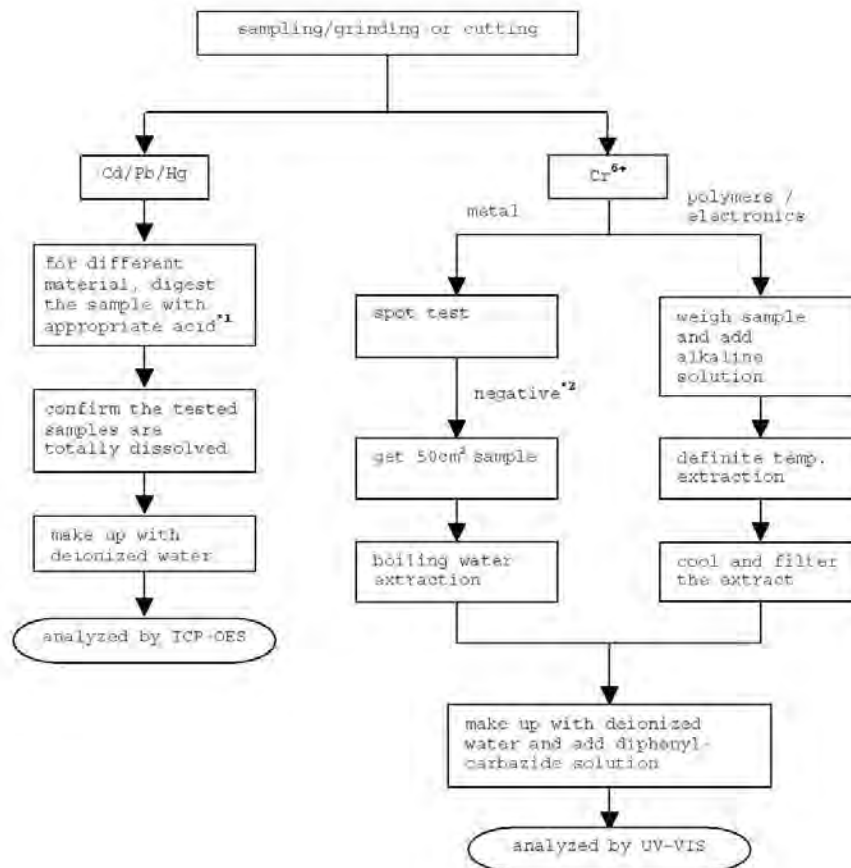 sampling/grinding or cutting
Cd/Pb/Hg
Cr⁶⁺
metal
polymers /
electronics
for different
material, digest
the sample with
appropriate acid*1
spot test
weigh sample
and add
alkaline
solution
negative*2
confirm the tested
samples are
totally dissolved
get 50cm² sample
definite temp.
extraction
make up with
deionized water
boiling water
extraction
cool and filter
the extract
analyzed by ICP-OES
make up with deionized
water and add diphenyl-
carbazide solution
analyzed by UV-VIS